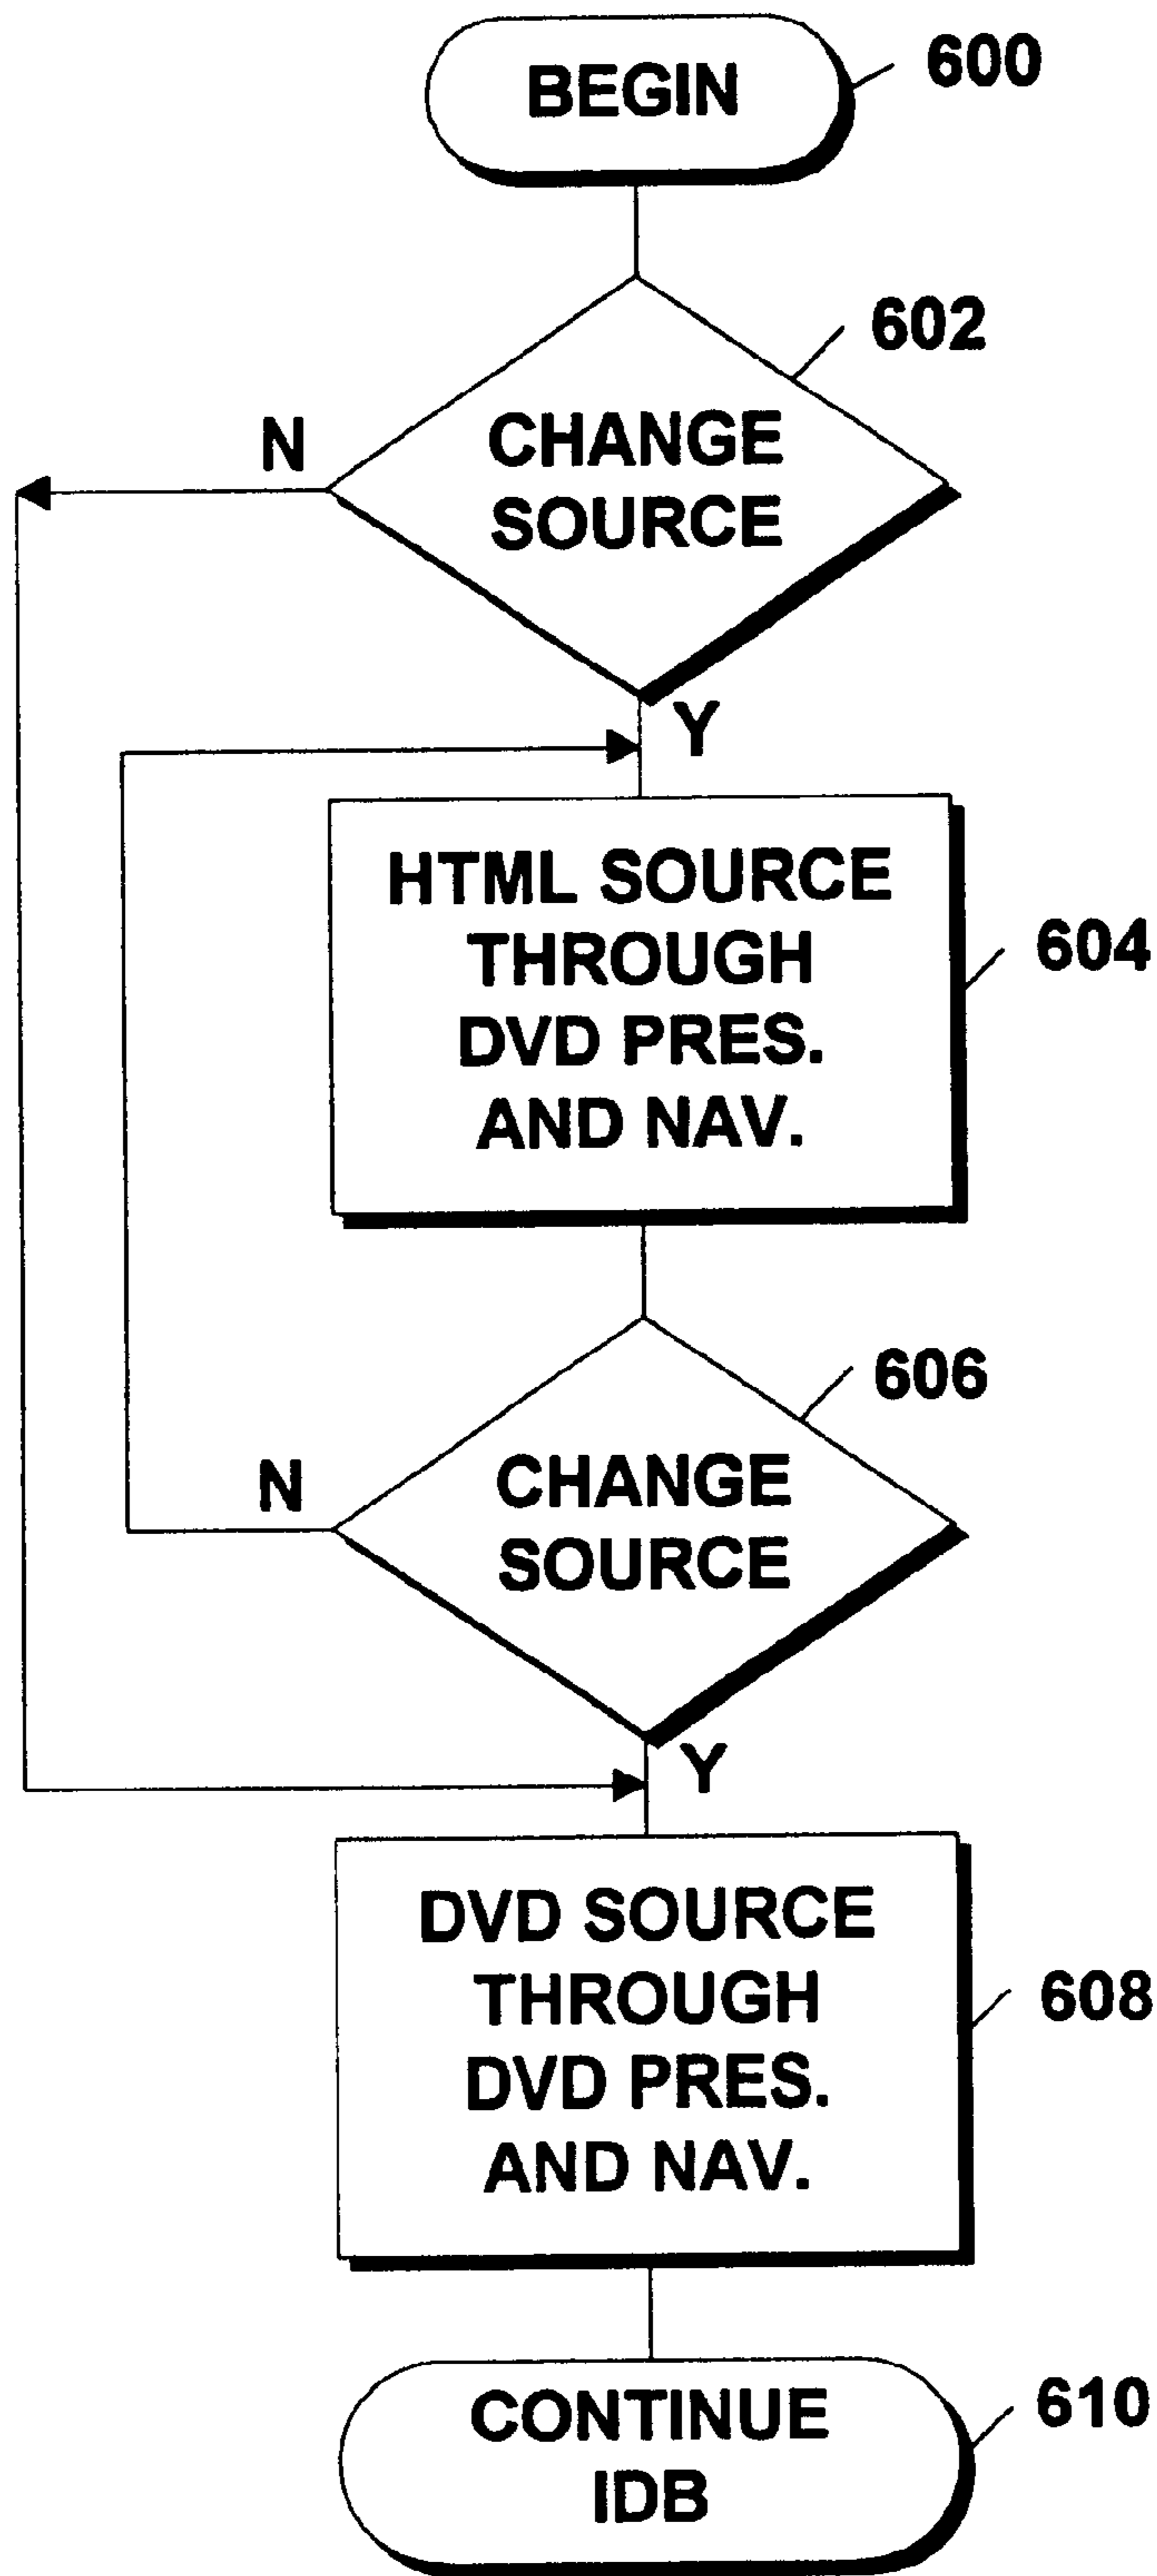 BEGIN
600
602
N
CHANGE
SOURCE
Y
HTML SOURCE
THROUGH
DVD PRES.
AND NAV.
604
606
N
CHANGE
SOURCE
Y
DVD SOURCE
THROUGH
DVD PRES.
AND NAV.
608
CONTINUE
IDB
610